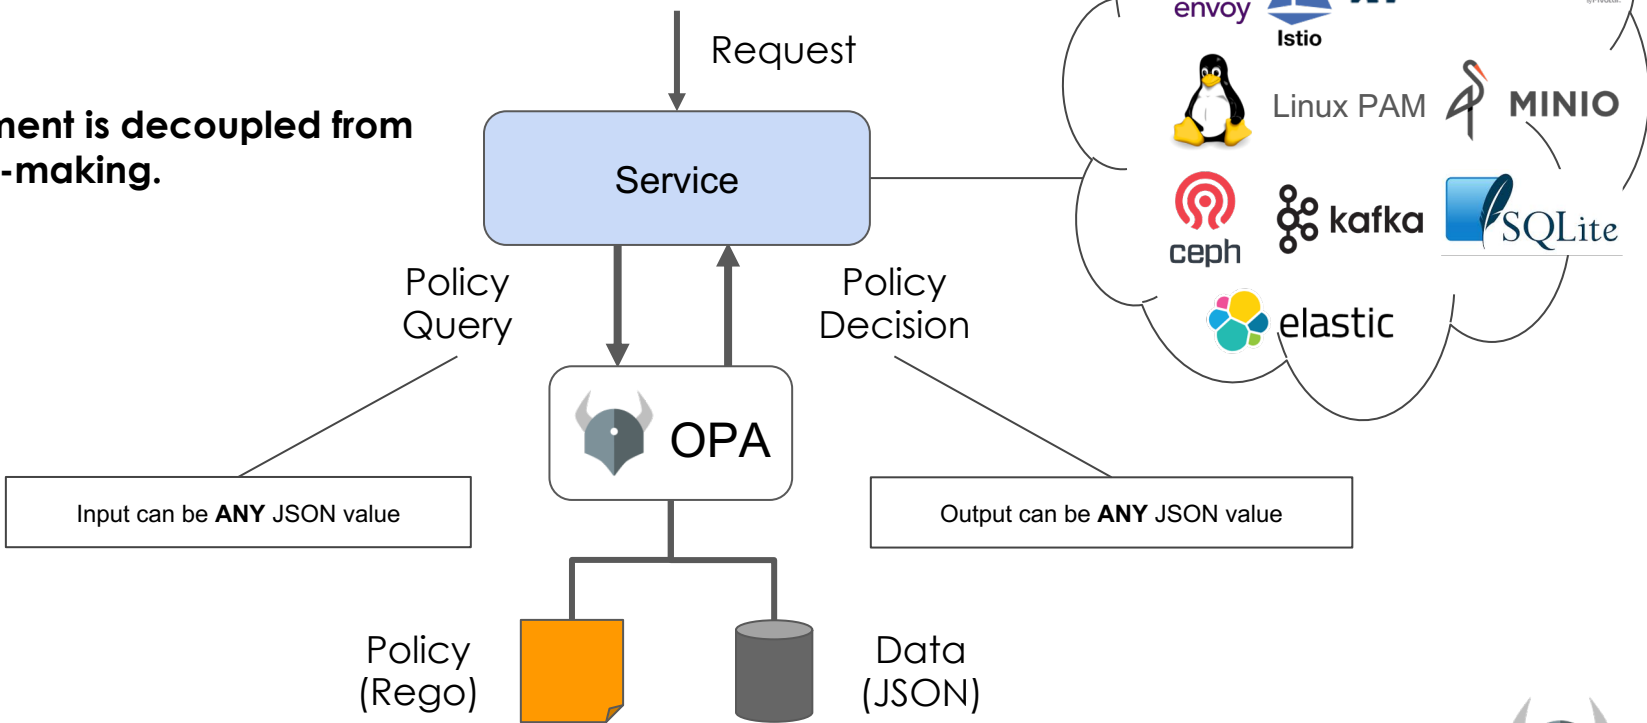 envoy
Istio
Request
Linux PAM
MINIO
is decoupled from
-making.
Service
ceph
kafka
SQLite
Policy
Query
Policy
Decision
elastic
OPA
Input can be ANY JSON value
Output can be ANY JSON value
Policy
(Rego)
Data
(JSON)